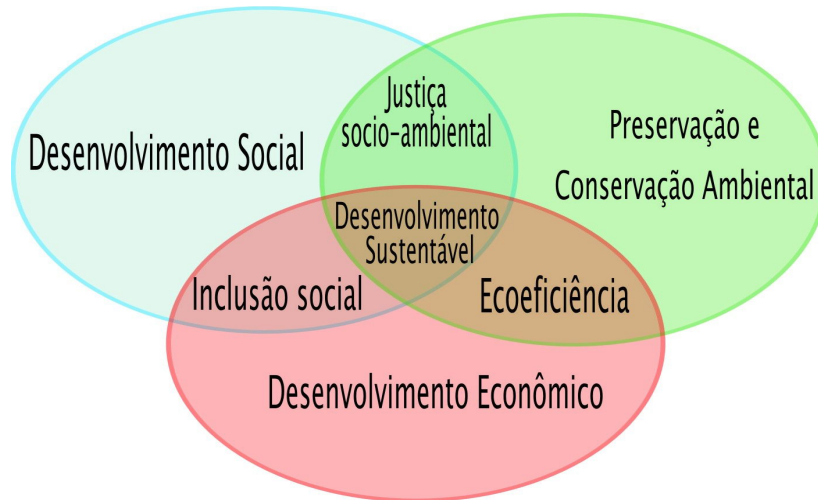 Justiça
socio-ambiental
Desenvolvimento Social
Preservação e
Conservação Ambiental
Desenvolvimento
Sustentável
Inclusão social
Ecoeficiência
Desenvolvimento Econômico